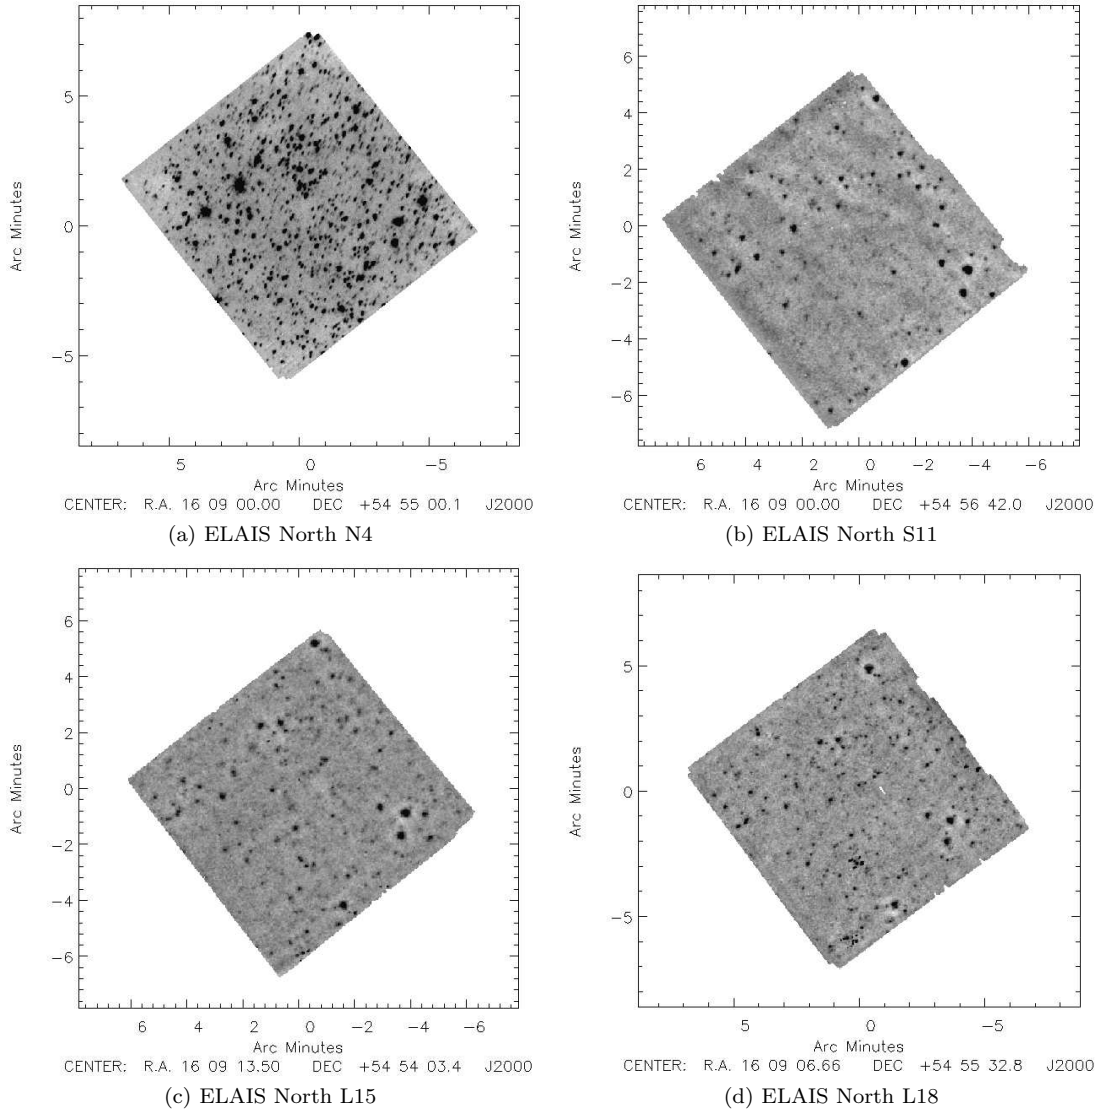 5
0
−5
Arc Minutes
5
0
−5
Arc Minutes
CENTER: R.A. 16 09 00.00 DEC +54 55 00.1 J2000
(a) ELAIS North N4
6
4
2
0
−2
−4
−6
Arc Minutes
6
4
2
0
−2
−4
−6
Arc Minutes
CENTER: R.A. 16 09 00.00 DEC +54 56 42.0 J2000
(b) ELAIS North S11
6
4
2
0
−2
−4
−6
Arc Minutes
6
4
2
0
−2
−4
−6
Arc Minutes
CENTER: R.A. 16 09 13.50 DEC +54 54 03.4 J2000
(c) ELAIS North L15
5
0
−5
Arc Minutes
5
0
−5
Arc Minutes
CENTER: R.A. 16 09 06.66 DEC +54 55 32.8 J2000
(d) ELAIS North L18